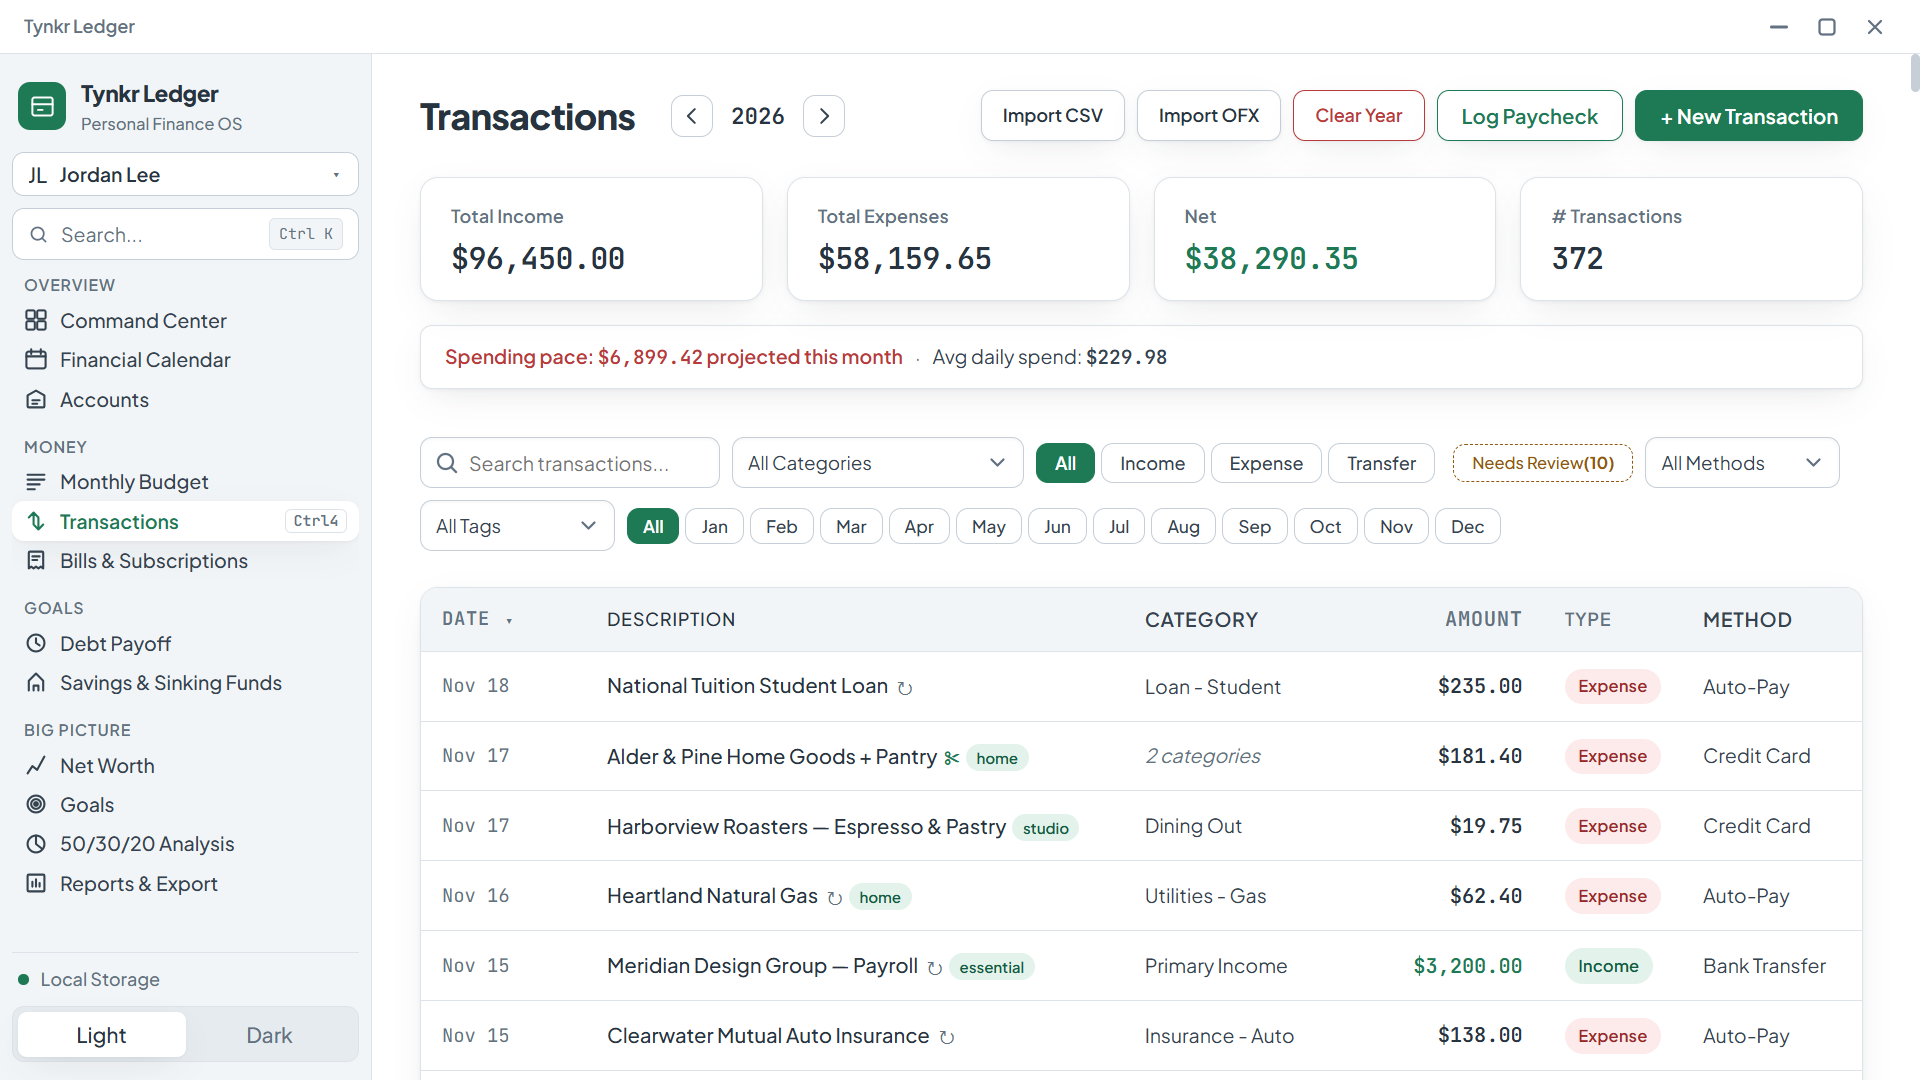 Tynkr Ledger
Tynkr Ledger
Personal Finance OS
JL Jordan Lee
Search... Ctrl K
OVERVIEW
Command Center
Financial Calendar
Accounts
MONEY
Monthly Budget
Transactions Ctrl4
Bills & Subscriptions
GOALS
Debt Payoff
Savings & Sinking Funds
BIG PICTURE
Net Worth
Goals
50/30/20 Analysis
Reports & Export
Local Storage
Light Dark
Transactions 2026 Import CSV Import OFX Clear Year Log Paycheck + New Transaction
Total Income Total Expenses Net # Transactions
$96,450.00 $58,159.65 $38,290.35 372
Spending pace: $6,899.42 projected this month · Avg daily spend: $229.98
Search transactions... All Categories All Income Expense Transfer Needs Review(10) All Methods
All Tags All Jan Feb Mar Apr May Jun Jul Aug Sep Oct Nov Dec
DATE DESCRIPTION CATEGORY AMOUNT TYPE METHOD
Nov 18 National Tuition Student Loan Loan - Student $235.00 Expense Auto-Pay
Nov 17 Alder & Pine Home Goods + Pantry home 2 categories $181.40 Expense Credit Card
Nov 17 Harborview Roasters — Espresso & Pastry studio Dining Out $19.75 Expense Credit Card
Nov 16 Heartland Natural Gas home Utilities - Gas $62.40 Expense Auto-Pay
Nov 15 Meridian Design Group — Payroll essential Primary Income $3,200.00 Income Bank Transfer
Nov 15 Clearwater Mutual Auto Insurance Insurance - Auto $138.00 Expense Auto-Pay